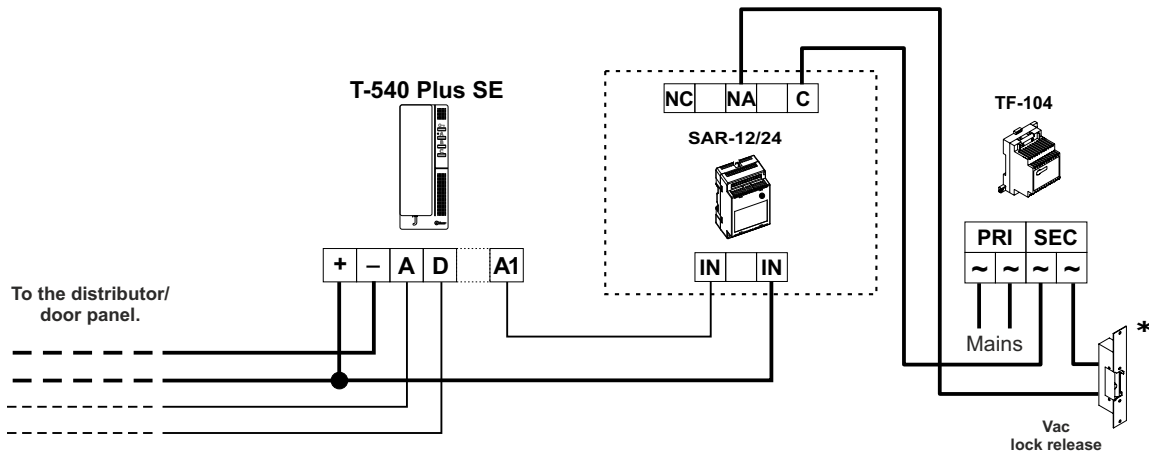 T-540 Plus SE
NC NA C
SAR-12/24
TF-104
PRI SEC
~ ~ ~ ~
+ – A D A1
IN IN
To the distributor/
door panel.
Mains
*
Vac
lock release